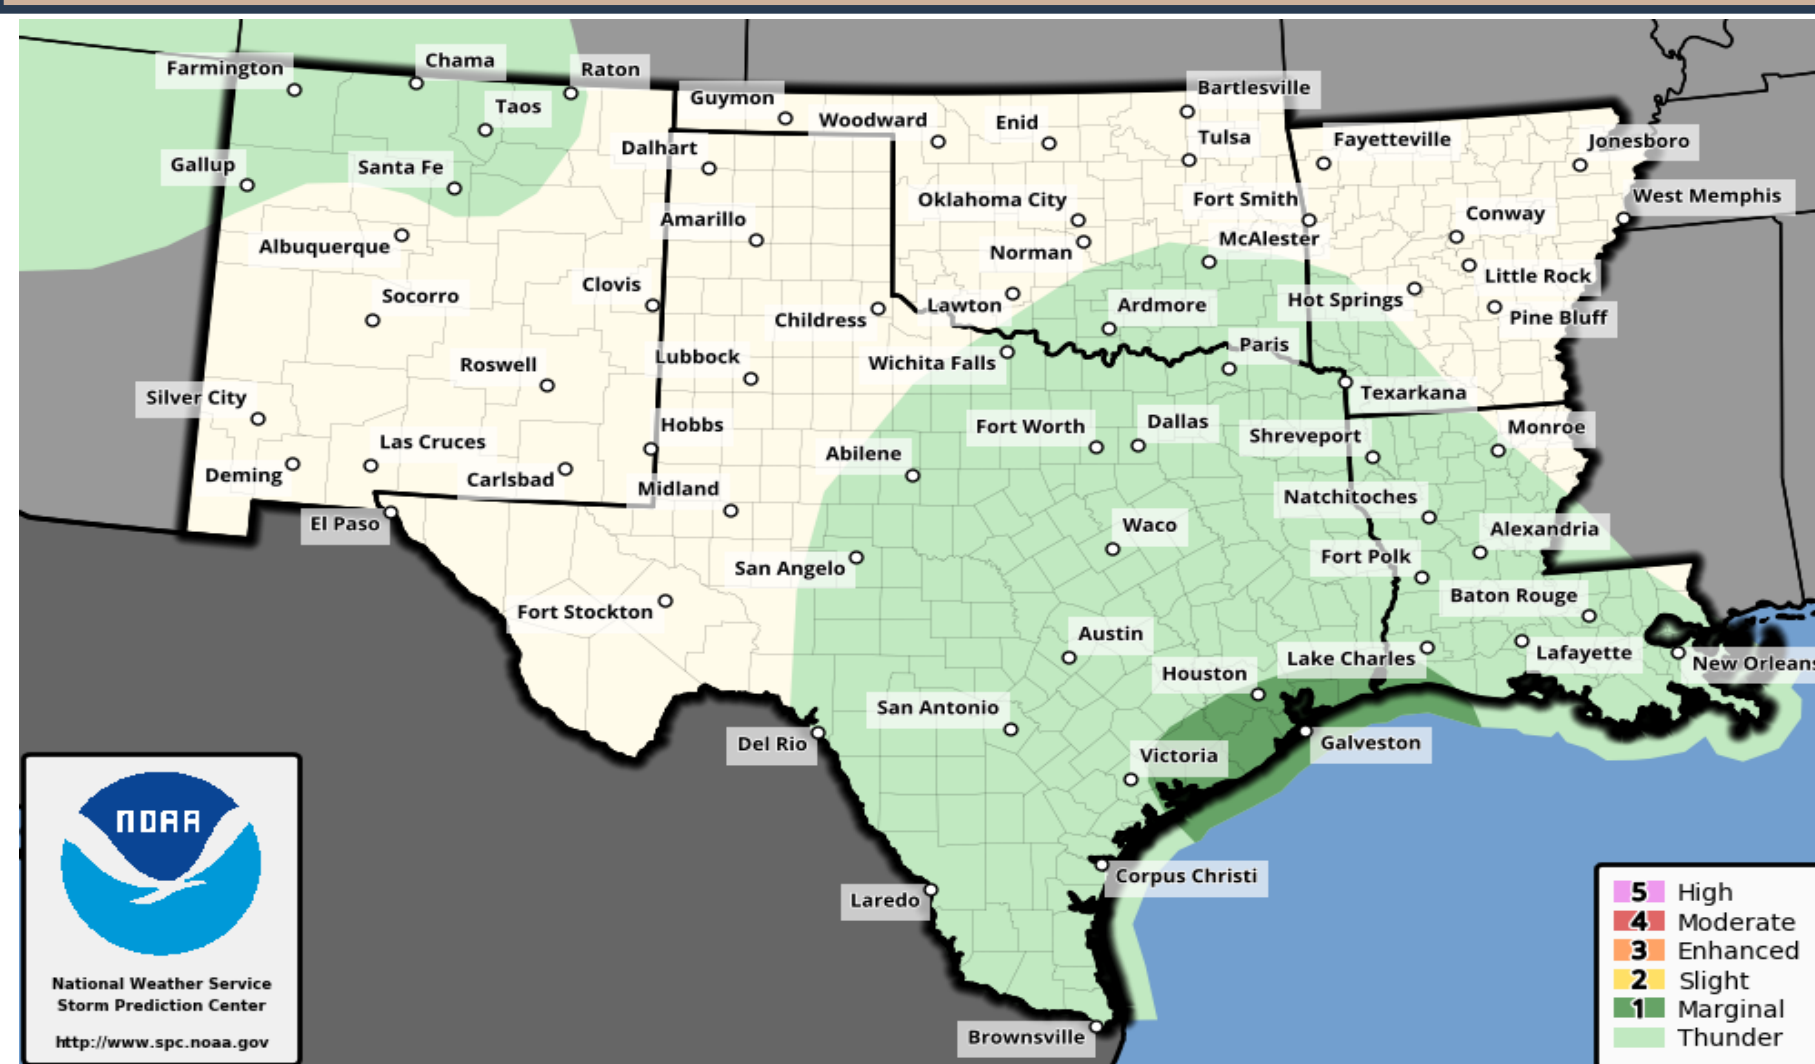 Farmington
Chama
Raton
Taos
Guymon
Bartlesville
Woodward
Enid
Tulsa
Fayetteville
Jonesboro
Dalhart
Gallup
Santa Fe
West Memphis
Oklahoma City
Fort Smith
Conway
Amarillo
Albuquerque
Norman
McAlester
Little Rock
Clovis
Socorro
Hot Springs
Lawton
Ardmore
Childress
Pine Bluff
Paris
Lubbock
Wichita Falls
Roswell
Texarkana
Silver City
Hobbs
Dallas
Fort Worth
Monroe
Shreveport
Las Cruces
Abilene
Deming
Carlsbad
Midland
Natchitoches
El Paso
Waco
Alexandria
Fort Polk
San Angelo
Baton Rouge
Fort Stockton
Austin
Lake Charles
Lafayette
New Orleans
Houston
San Antonio
Del Rio
Galveston
Victoria
Corpus Christi
Laredo
Brownsville
NOAA
National Weather Service
Storm Prediction Center
http://www.spc.noaa.gov
5 High
4 Moderate
3 Enhanced
2 Slight
1 Marginal
Thunder